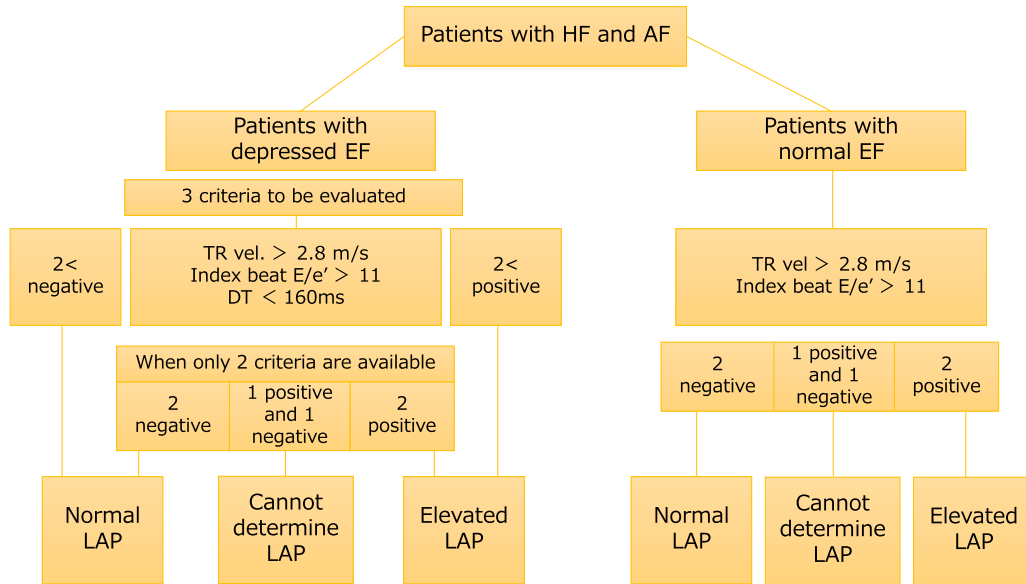 Patients with HF and AF
Patients with
depressed EF
3 criteria to be evaluated
2<
negative
TR vel. > 2.8 m/s
Index beat E/e' > 11
DT < 160ms
2<
positive
When only 2 criteria are available
2
negative
1 positive
and 1
negative
2
positive
Normal
LAP
Cannot
determine
LAP
Elevated
LAP
Patients with
normal EF
TR vel > 2.8 m/s
Index beat E/e' > 11
2
negative
1 positive
and 1
negative
2
positive
Normal
LAP
Cannot
determine
LAP
Elevated
LAP